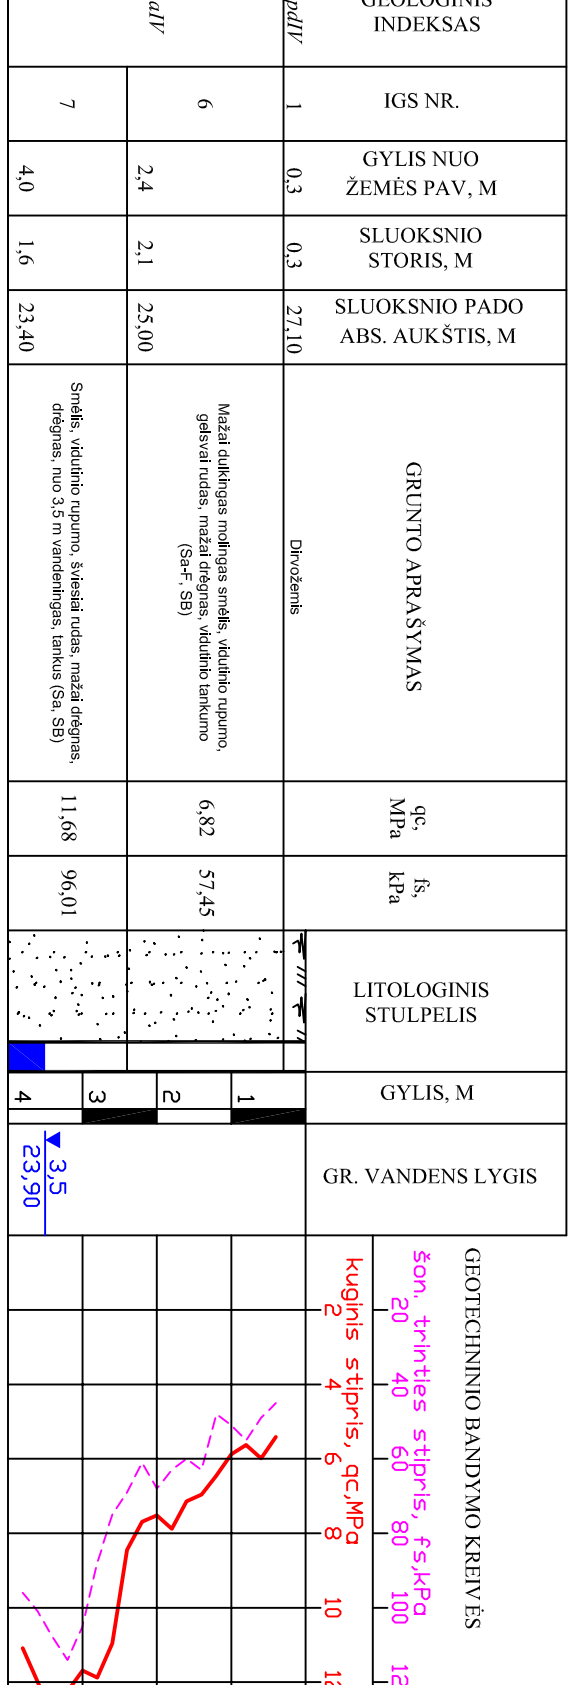 GEOLOGINIS
INDEKSAS
pdIV
aIV
IGS NR.
1
6
7
GYLIS NUO
ŽEMĖS PAV, M
0,3
2,4
4,0
SLUOKSNIO
STORIS, M
0,3
2,1
1,6
SLUOKSNIO PADO
ABS. AUKŠTIS, M
27,10
25,00
23,40
GRUNTO APRAŠYMAS
Dirvožemis
Mažai dulkingas molingas smėlis, vidutinio rupumo,
gelsvai rudas, mažai drėgnas, vidutinio tankumo
(Sa-F, SB)
Smėlis, vidutinio rupumo, šviesiai rudas, mažai drėgnas,
drėgnas, nuo 3,5 m vandeningas, tankus (Sa, SB)
qc,
MPa
6,82
11,68
fs,
kPa
57,45
96,01
LITOLOGINIS
STULPELIS
GYLIS, M
1
2
3
4
GR. VANDENS LYGIS
3,5
23,90
GEOTECHNINIO BANDYMO KREIVĖS
šon. trinties stipris, fs,kPa
20
40
60
80
100
kūginis stipris, qc,MPa
2
4
6
8
10